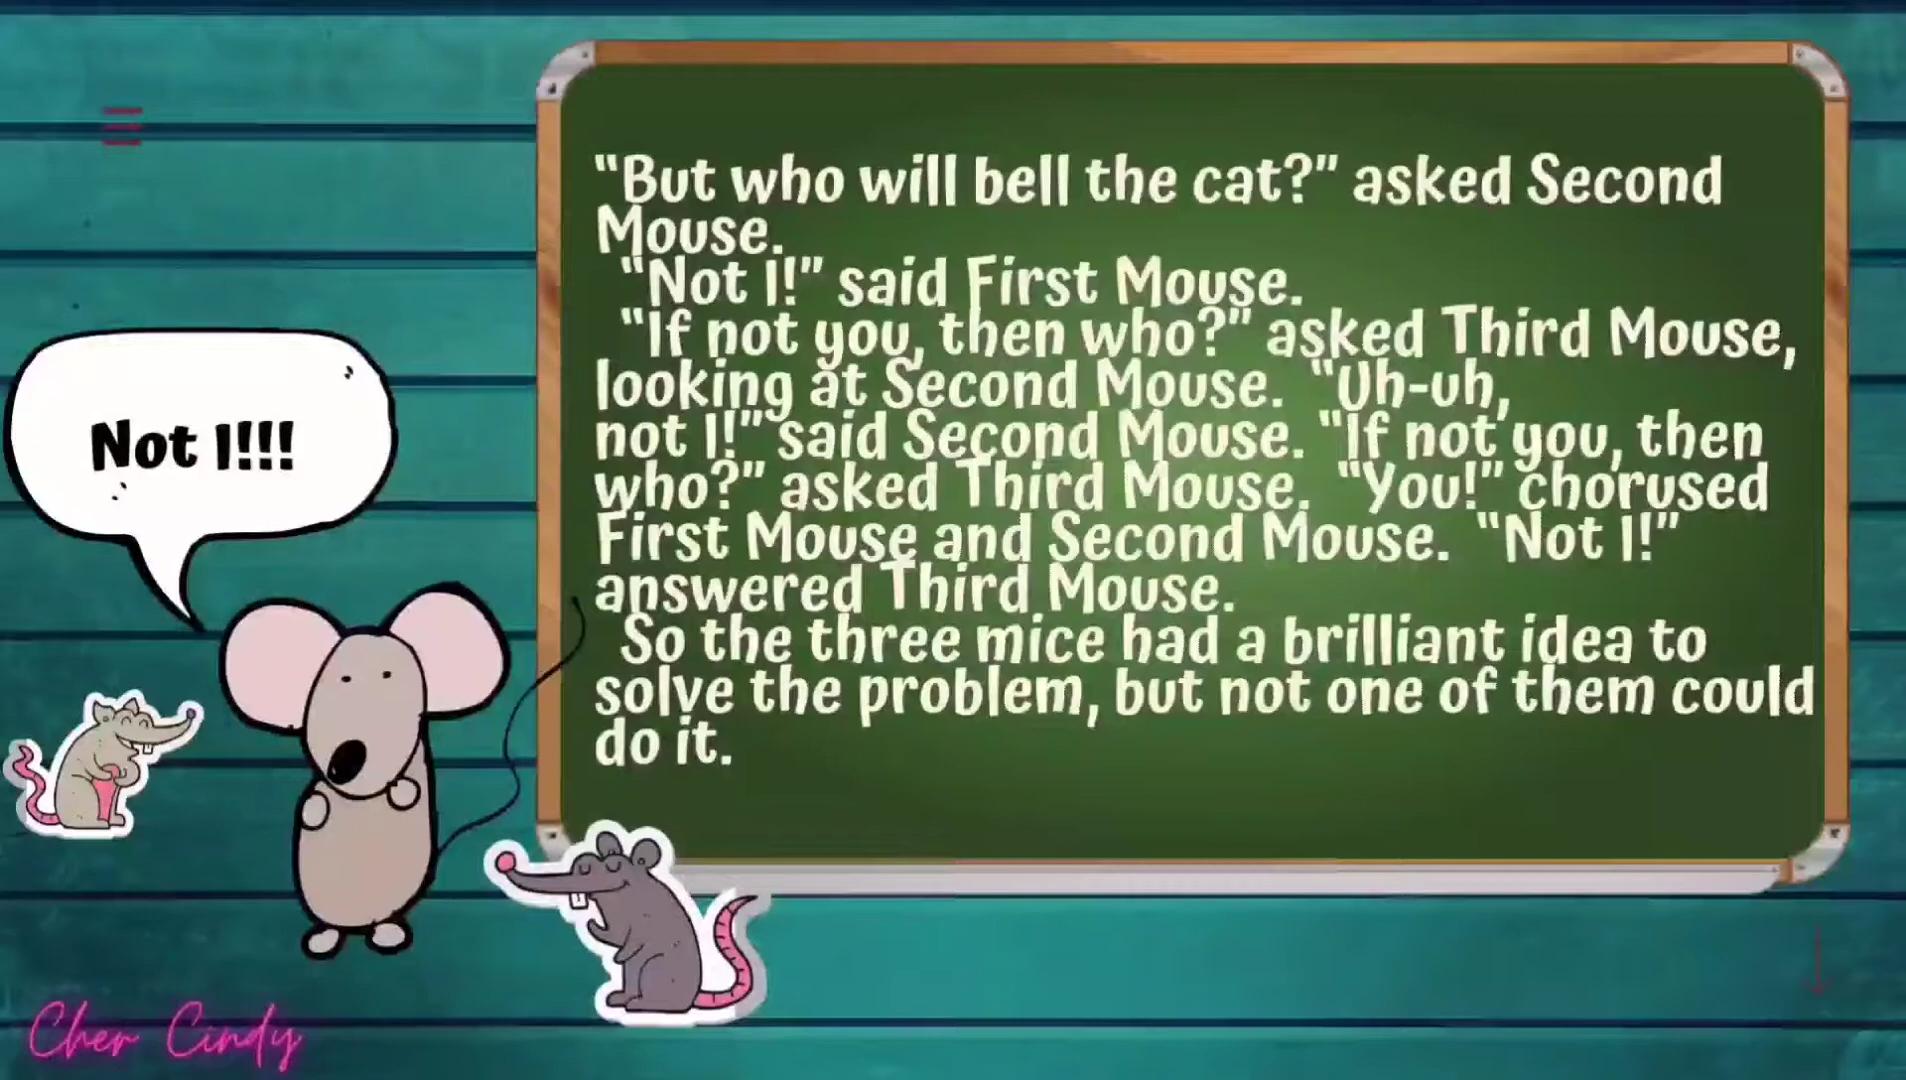 “But who will bell the cat?” asked Second
Mouse.
“Not I!” said First Mouse.
“If not you, then who?” asked Third Mouse,
looking at Second Mouse. “Uh-uh,
not I!” said Second Mouse. “If not you, then
who?” asked Third Mouse. “You!” chorused
First Mouse and Second Mouse. “Not I!”
answered Third Mouse.
So the three mice had a brilliant idea to
solve the problem, but not one of them could
do it.
Not I!!!
Cher Cindy